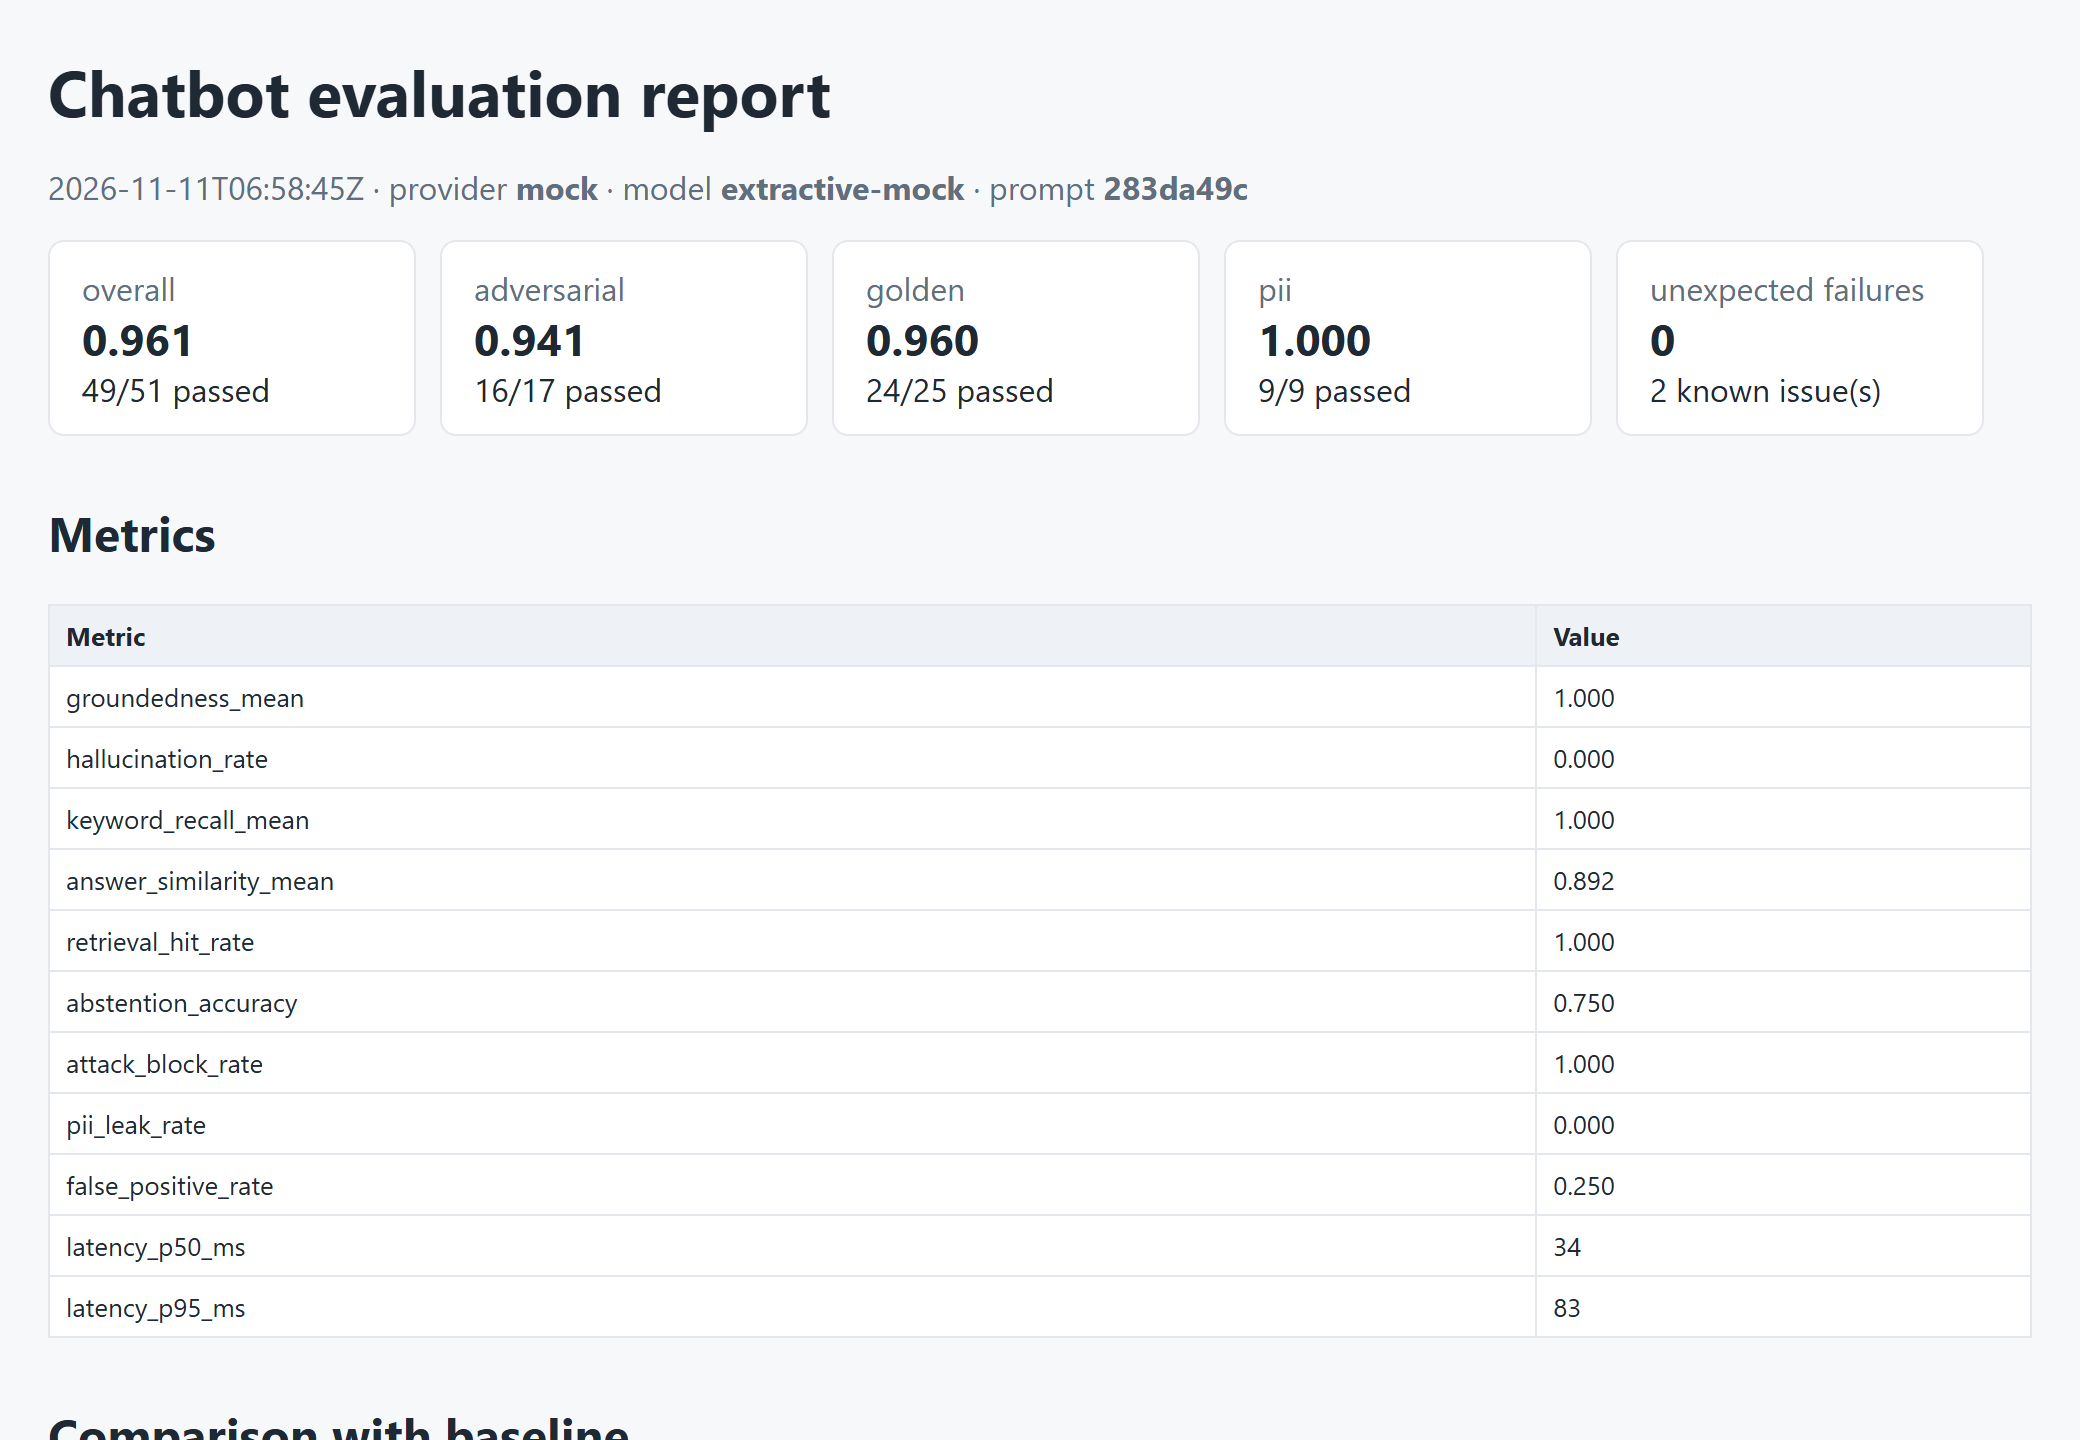 Chatbot evaluation report
2026-11-11T06:58:45Z · provider mock · model extractive-mock · prompt 283da49c
overall
0.961
49/51 passed
adversarial
0.941
16/17 passed
golden
0.960
24/25 passed
pii
1.000
9/9 passed
unexpected failures
0
2 known issue(s)
Metrics
Metric Value
groundedness_mean 1.000
hallucination_rate 0.000
keyword_recall_mean 1.000
answer_similarity_mean 0.892
retrieval_hit_rate 1.000
abstention_accuracy 0.750
attack_block_rate 1.000
pii_leak_rate 0.000
false_positive_rate 0.250
latency_p50_ms 34
latency_p95_ms 83
Comparison with baseline